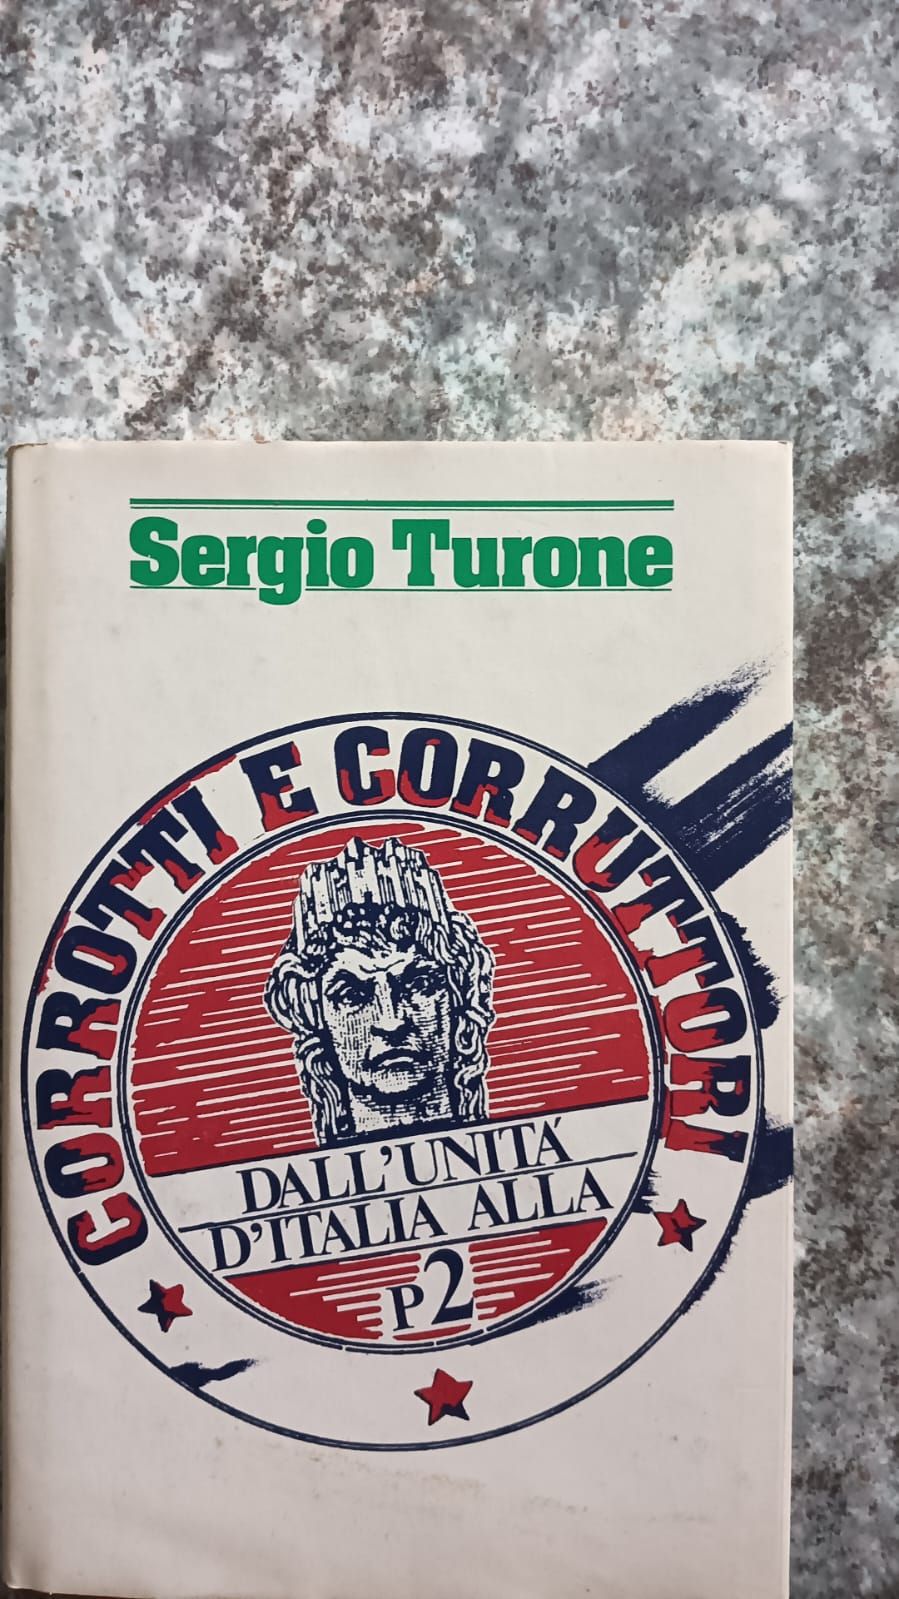 Sergio Turone
CORROTTI E CORRUTTORI
DALL'UNITÁ
D'ITALIA ALLA
P2